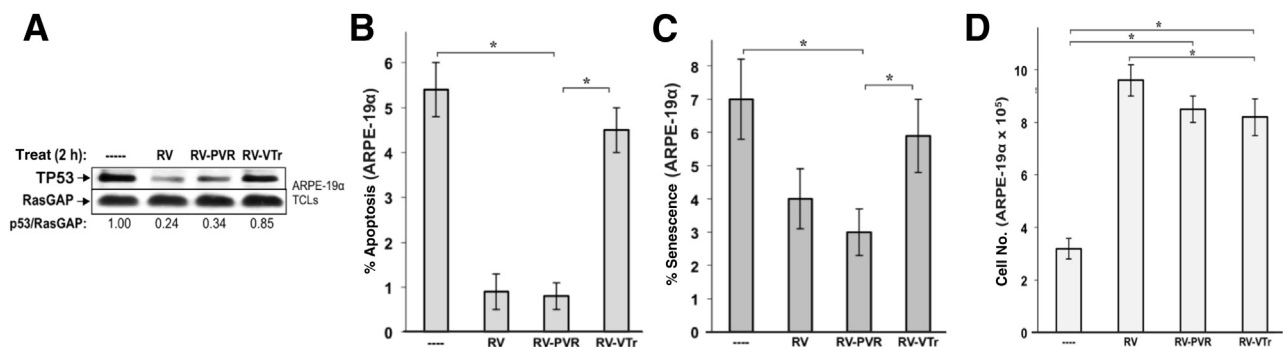 A
Treat (2 h): ----- RV RV-PVR RV-VTr
TP53
ARPE-19α
RasGAP
TCLs
p53/RasGAP: 1.00 0.24 0.34 0.85
B
% Apoptosis (ARPE-19α)
6
5
4
3
2
1
0
*
*
---- RV RV-PVR RV-VTr
C
% Senescence (ARPE-19α)
8
7
6
5
4
3
2
1
0
*
*
---- RV RV-PVR RV-VTr
D
Cell No. (ARPE-19α x 10⁵)
10
8
6
4
2
0
*
*
*
---- RV RV-PVR RV-VTr